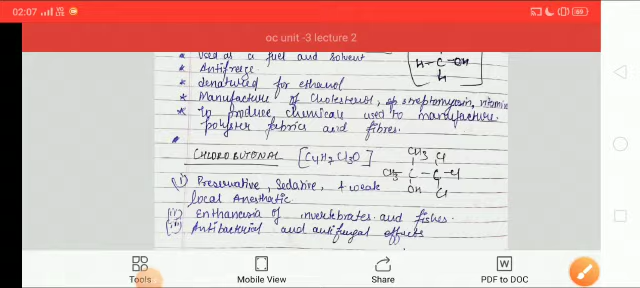 02:07
89
oc unit -3 lecture 2
* Used as a fuel and solvent
* Antifreeze
* denatured for ethanol
* Manufacture of Cholesterol, streptomycin, vitamin
* To produce chemicals used to manufacture
polyster fabrics and fibres.
H - C - OH
H
CHLOROBUTONAL [C4H7Cl3O]
CH3 Cl
CH3 - C - C - Cl
OH Cl
(i) Preservative, Sedative, + weak
local Anesthatic
(ii) Enthanasia of invertebrates and fishes.
(iii) Antibacterial and antifungal effects
Tools
Mobile View
Share
W
PDF to DOC